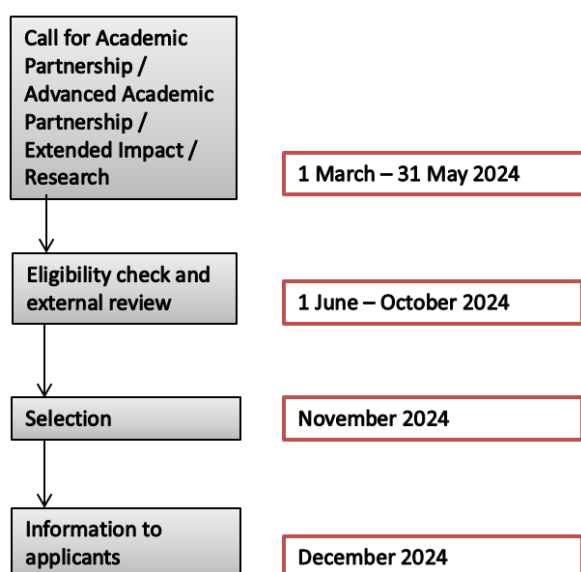 Call for Academic
Partnership /
Advanced Academic
Partnership /
Extended Impact /
Research
1 March – 31 May 2024
Eligibility check and
external review
1 June – October 2024
Selection
November 2024
Information to
applicants
December 2024